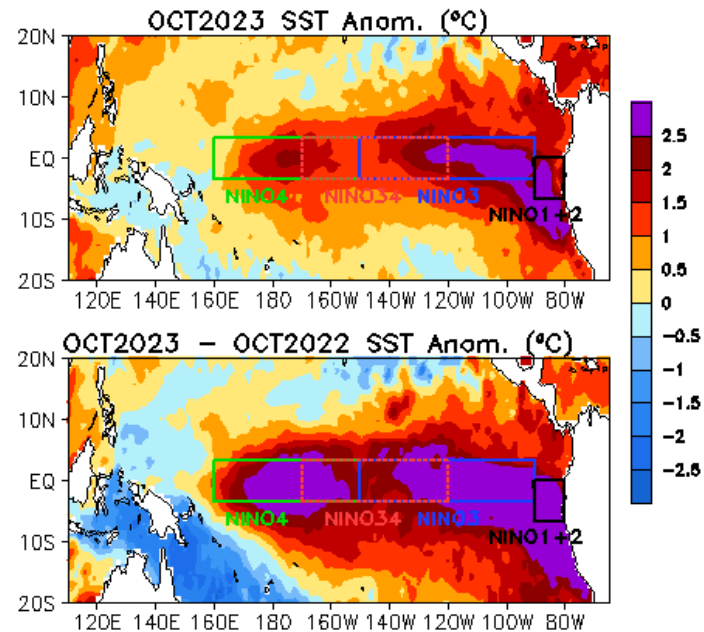 OCT2023 SST Anom. (ºC)
20N
10N
EQ
10S
20S
NINO4 NINO34 NINO3
NINO1+2
120E 140E 160E 180 160W 140W 120W 100W 80W
2.5
2
1.5
1
0.5
0
−0.5
−1
−1.5
−2
−2.5
OCT2023 − OCT2022 SST Anom. (ºC)
20N
10N
EQ
10S
20S
NINO4 NINO34 NINO3
NINO1+2
120E 140E 160E 180 160W 140W 120W 100W 80W